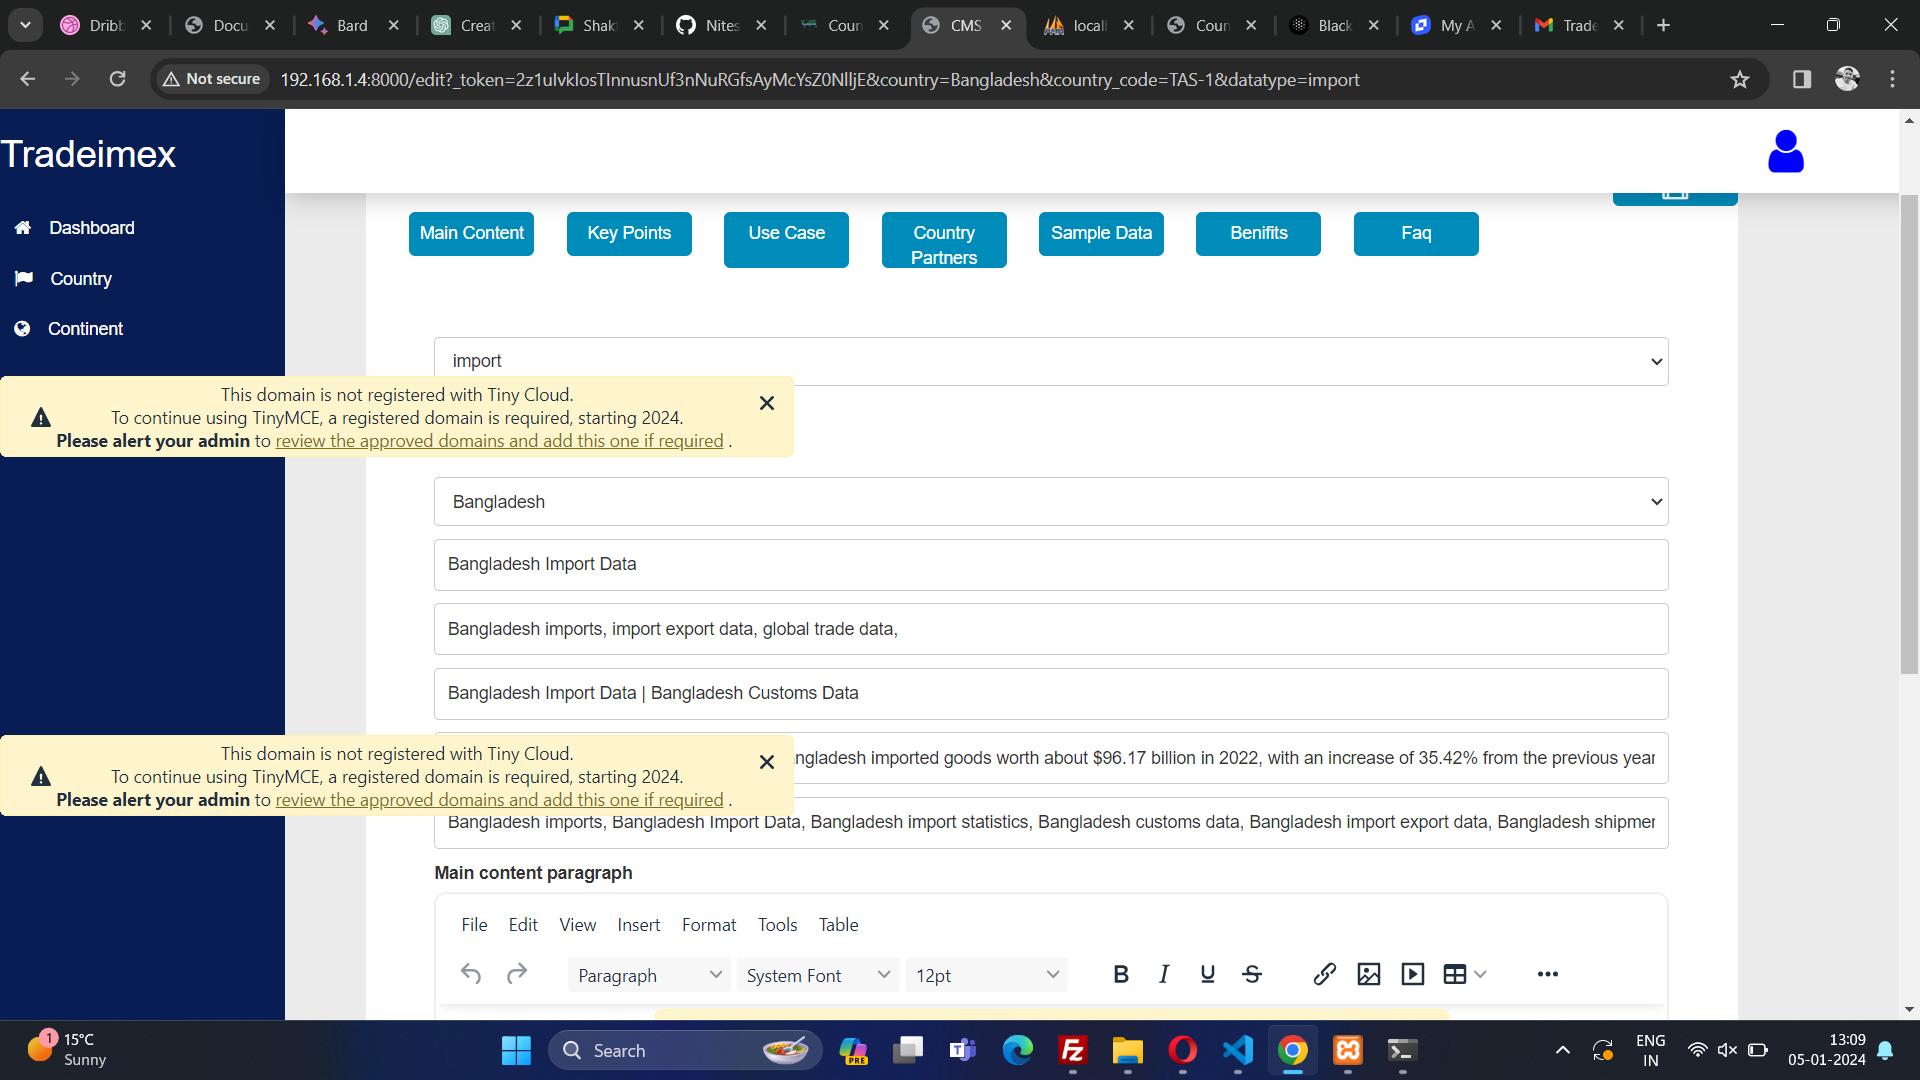 Dribb
Docu
Bard
Creat
Shakt
Nites
Coun
CMS
locall
Coun
Black
My A
Trade
Not secure
192.168.1.4:8000/edit?_token=2z1uIvkIosTInnusnUf3nNuRGfsAyMcYsZ0NlljE&country=Bangladesh&country_code=TAS-1&datatype=import
Tradeimex
Dashboard
Country
Continent
Main Content
Key Points
Use Case
Country
Partners
Sample Data
Benifits
Faq
import
This domain is not registered with Tiny Cloud.
To continue using TinyMCE, a registered domain is required, starting 2024.
Please alert your admin to review the approved domains and add this one if required .
Bangladesh
Bangladesh Import Data
Bangladesh imports, import export data, global trade data,
Bangladesh Import Data | Bangladesh Customs Data
This domain is not registered with Tiny Cloud.
To continue using TinyMCE, a registered domain is required, starting 2024.
Please alert your admin to review the approved domains and add this one if required .
ngladesh imported goods worth about $96.17 billion in 2022, with an increase of 35.42% from the previous year
Bangladesh imports, Bangladesh Import Data, Bangladesh import statistics, Bangladesh customs data, Bangladesh import export data, Bangladesh shipmer
Main content paragraph
File Edit View Insert Format Tools Table
Paragraph System Font 12pt
B I U S
1
15°C
Sunny
Search
PRE
ENG
IN
13:09
05-01-2024